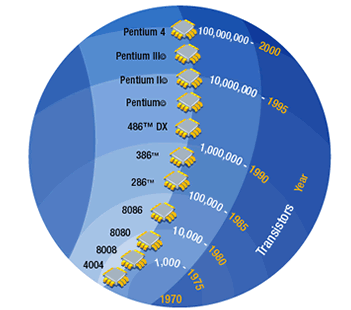 Pentium 4
100,000,000 - 2000
Pentium III®
Pentium II®
10,000,000 - 1995
Pentium®
486™ DX
386™
1,000,000 - 1990
286™
8086
100,000 - 1985
8080
10,000 - 1980
8008
4004
1,000 - 1975
1970
Transistors
Year